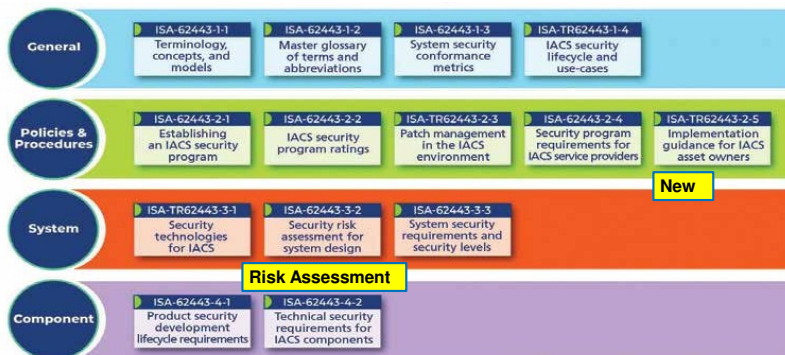 General
ISA-62443-1-1
Terminology,
concepts, and
models
ISA-62443-1-2
Master glossary
of terms and
abbreviations
ISA-62443-1-3
System security
conformance
metrics
ISA-TR62443-1-4
IACS security
lifecycle and
use-cases
Policies &
Procedures
ISA-62443-2-1
Establishing
an IACS security
program
ISA-62443-2-2
IACS security
program ratings
ISA-TR62443-2-3
Patch management
in the IACS
environment
ISA-62443-2-4
Security program
requirements for
IACS service providers
ISA-TR62443-2-5
Implementation
guidance for IACS
asset owners
New
System
ISA-TR62443-3-1
Security
technologies
for IACS
ISA-62443-3-2
Security risk
assessment for
system design
ISA-62443-3-3
System security
requirements and
security levels
Risk Assessment
Component
ISA-62443-4-1
Product security
development
lifecycle requirements
ISA-62443-4-2
Technical security
requirements for
IACS components